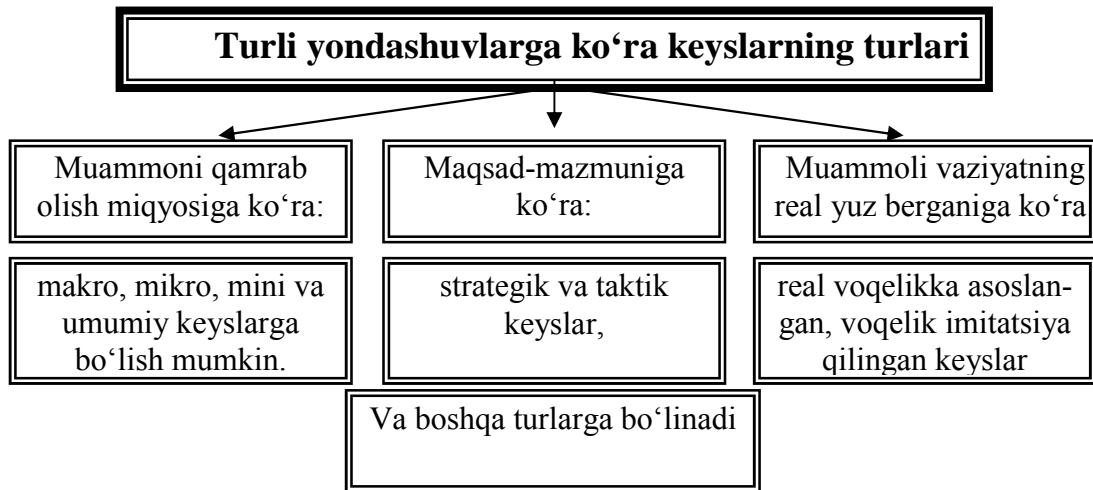 Turli yondashuvlarga ko‘ra keyslarning turlari
Muammoni qamrab
olish miqyosiga ko‘ra:
Maqsad-mazmuniga
ko‘ra:
Muammoli vaziyatning
real yuz berganiga ko‘ra
makro, mikro, mini va
umumiy keyslarga
bo‘lish mumkin.
strategik va taktik
keyslar,
real voqelikka asoslan-
gan, voqelik imitatsiya
qilingan keyslar
Va boshqa turlarga bo‘linadi